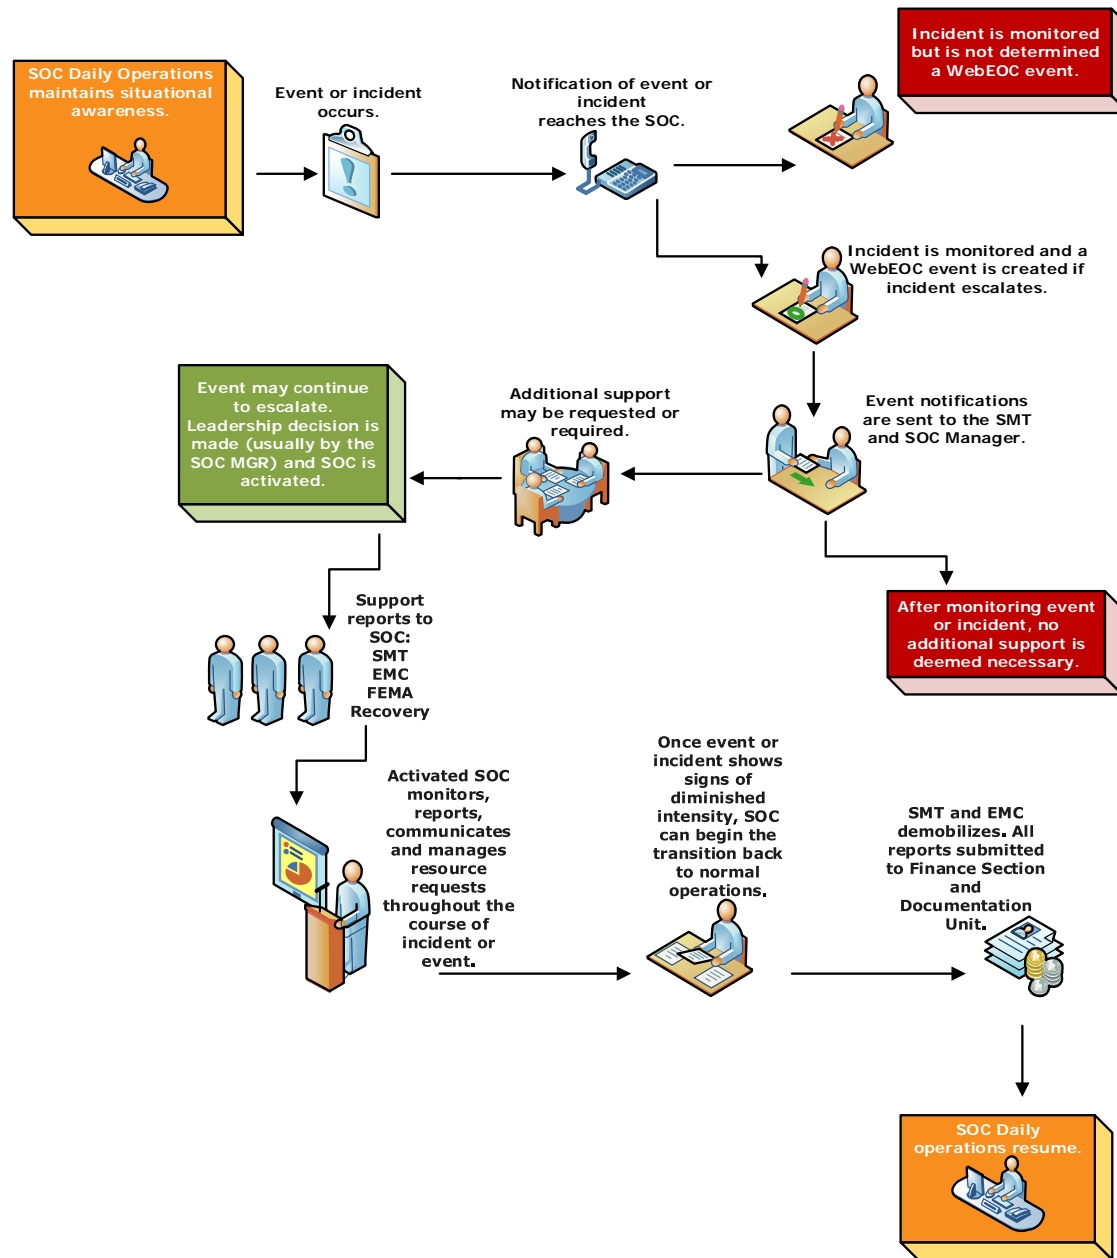 SOC Daily Operations
maintains situational
awareness.
Event or incident
occurs.
Notification of event or
incident
reaches the SOC.
Incident is monitored
but is not determined
a WebEOC event.
Incident is monitored and a
WebEOC event is created if
incident escalates.
Event notifications
are sent to the SMT
and SOC Manager.
Additional support
may be requested or
required.
Event may continue
to escalate.
Leadership decision is
made (usually by the
SOC MGR) and SOC is
activated.
After monitoring event
or incident, no
additional support is
deemed necessary.
Support
reports to
SOC:
SMT
EMC
FEMA
Recovery
Activated SOC
monitors,
reports,
communicates
and manages
resource
requests
throughout the
course of
incident or
event.
Once event or
incident shows
signs of
diminished
intensity, SOC
can begin the
transition back
to normal
operations.
SMT and EMC
demobilizes. All
reports submitted
to Finance Section
and
Documentation
Unit.
SOC Daily
operations resume.